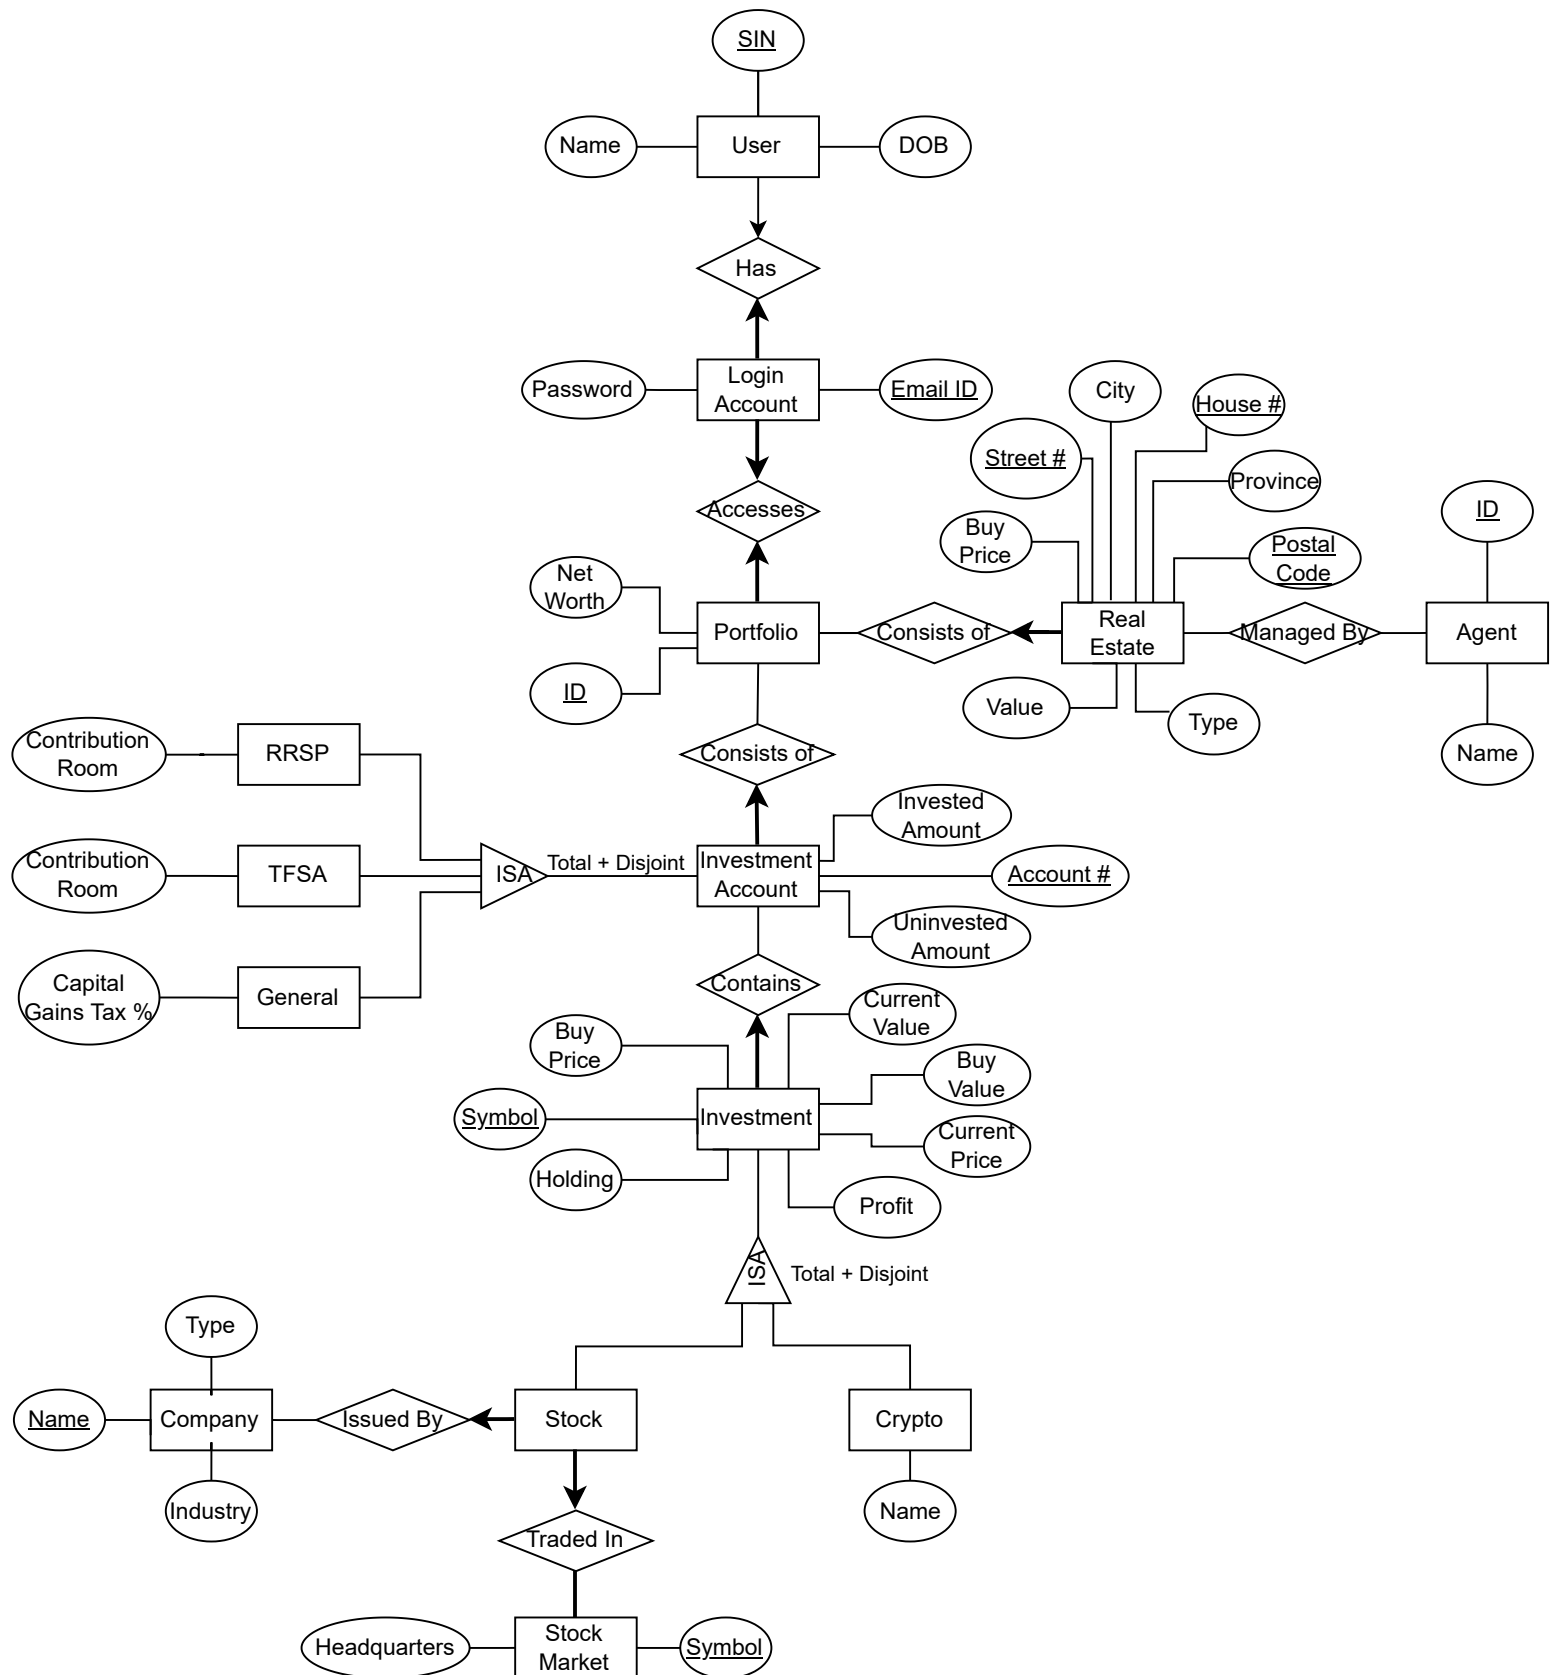 SIN
Name
User
DOB
Has
Password
Login
Account
Email ID
City
House #
Street #
Province
Accesses
ID
Buy
Price
Postal
Code
Net
Worth
Portfolio
Consists of
Real
Estate
Managed By
Agent
ID
Value
Type
Name
Contribution
Room
RRSP
Consists of
Invested
Amount
Contribution
Room
TFSA
ISA
Total + Disjoint
Investment
Account
Account #
Uninvested
Amount
Capital
Gains Tax %
General
Contains
Current
Value
Buy
Price
Buy
Value
Symbol
Investment
Current
Price
Holding
Profit
ISA
Total + Disjoint
Type
Name
Company
Issued By
Stock
Crypto
Industry
Name
Traded In
Headquarters
Stock
Market
Symbol